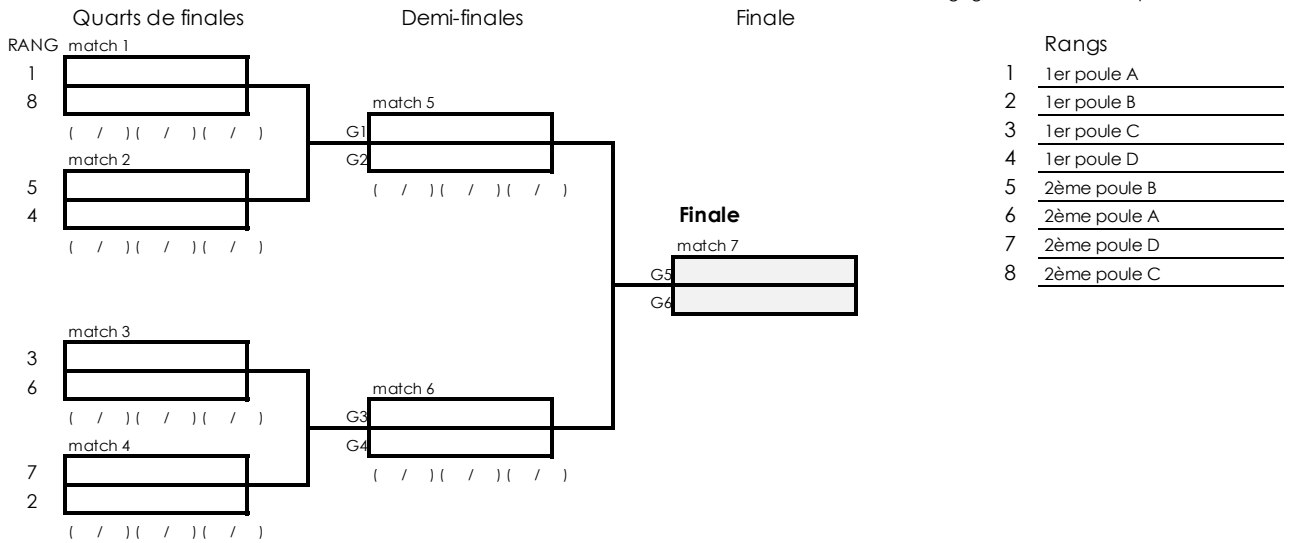 Quarts de finales
Demi-finales
Finale
RANG
match 1
1
8
( / ) ( / ) ( / )
match 2
5
4
( / ) ( / ) ( / )
match 3
3
6
( / ) ( / ) ( / )
match 4
7
2
( / ) ( / ) ( / )
match 5
G1
G2
( / ) ( / ) ( / )
match 6
G3
G4
( / ) ( / ) ( / )
Finale
match 7
G5
G6
Rangs
1 1er poule A
2 1er poule B
3 1er poule C
4 1er poule D
5 2ème poule B
6 2ème poule A
7 2ème poule D
8 2ème poule C